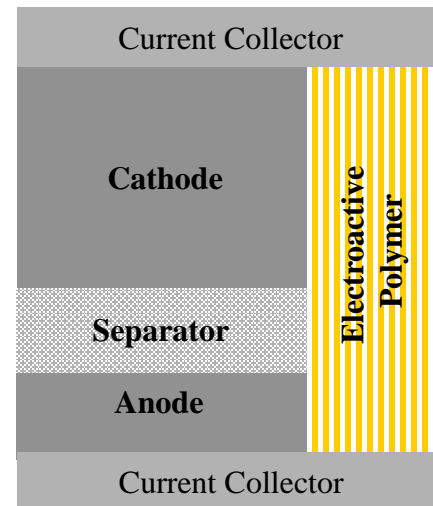 Current Collector
Cathode
Electroactive
Polymer
Separator
Anode
Current Collector